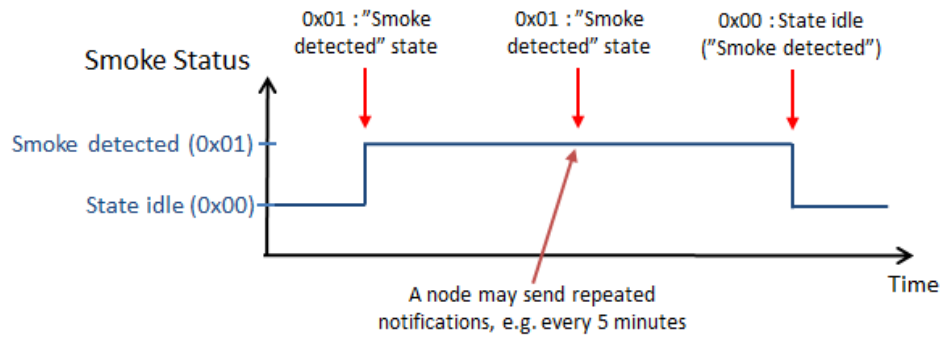 0x01 : ”Smoke
detected” state
0x01 : ”Smoke
detected” state
0x00 : State idle
(”Smoke detected”)
Smoke Status
Smoke detected (0x01)
State idle (0x00)
Time
A node may send repeated
notifications, e.g. every 5 minutes